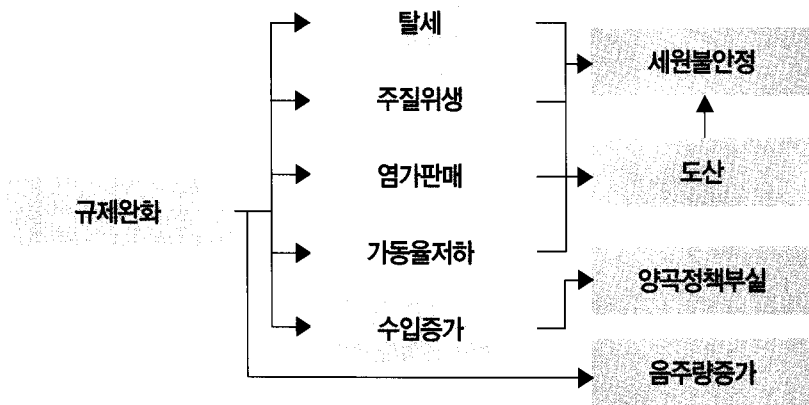 탈세
세원불안정
주질위생
염가판매
도산
규제완화
가동율저하
양곡정책부실
수입증가
음주량증가